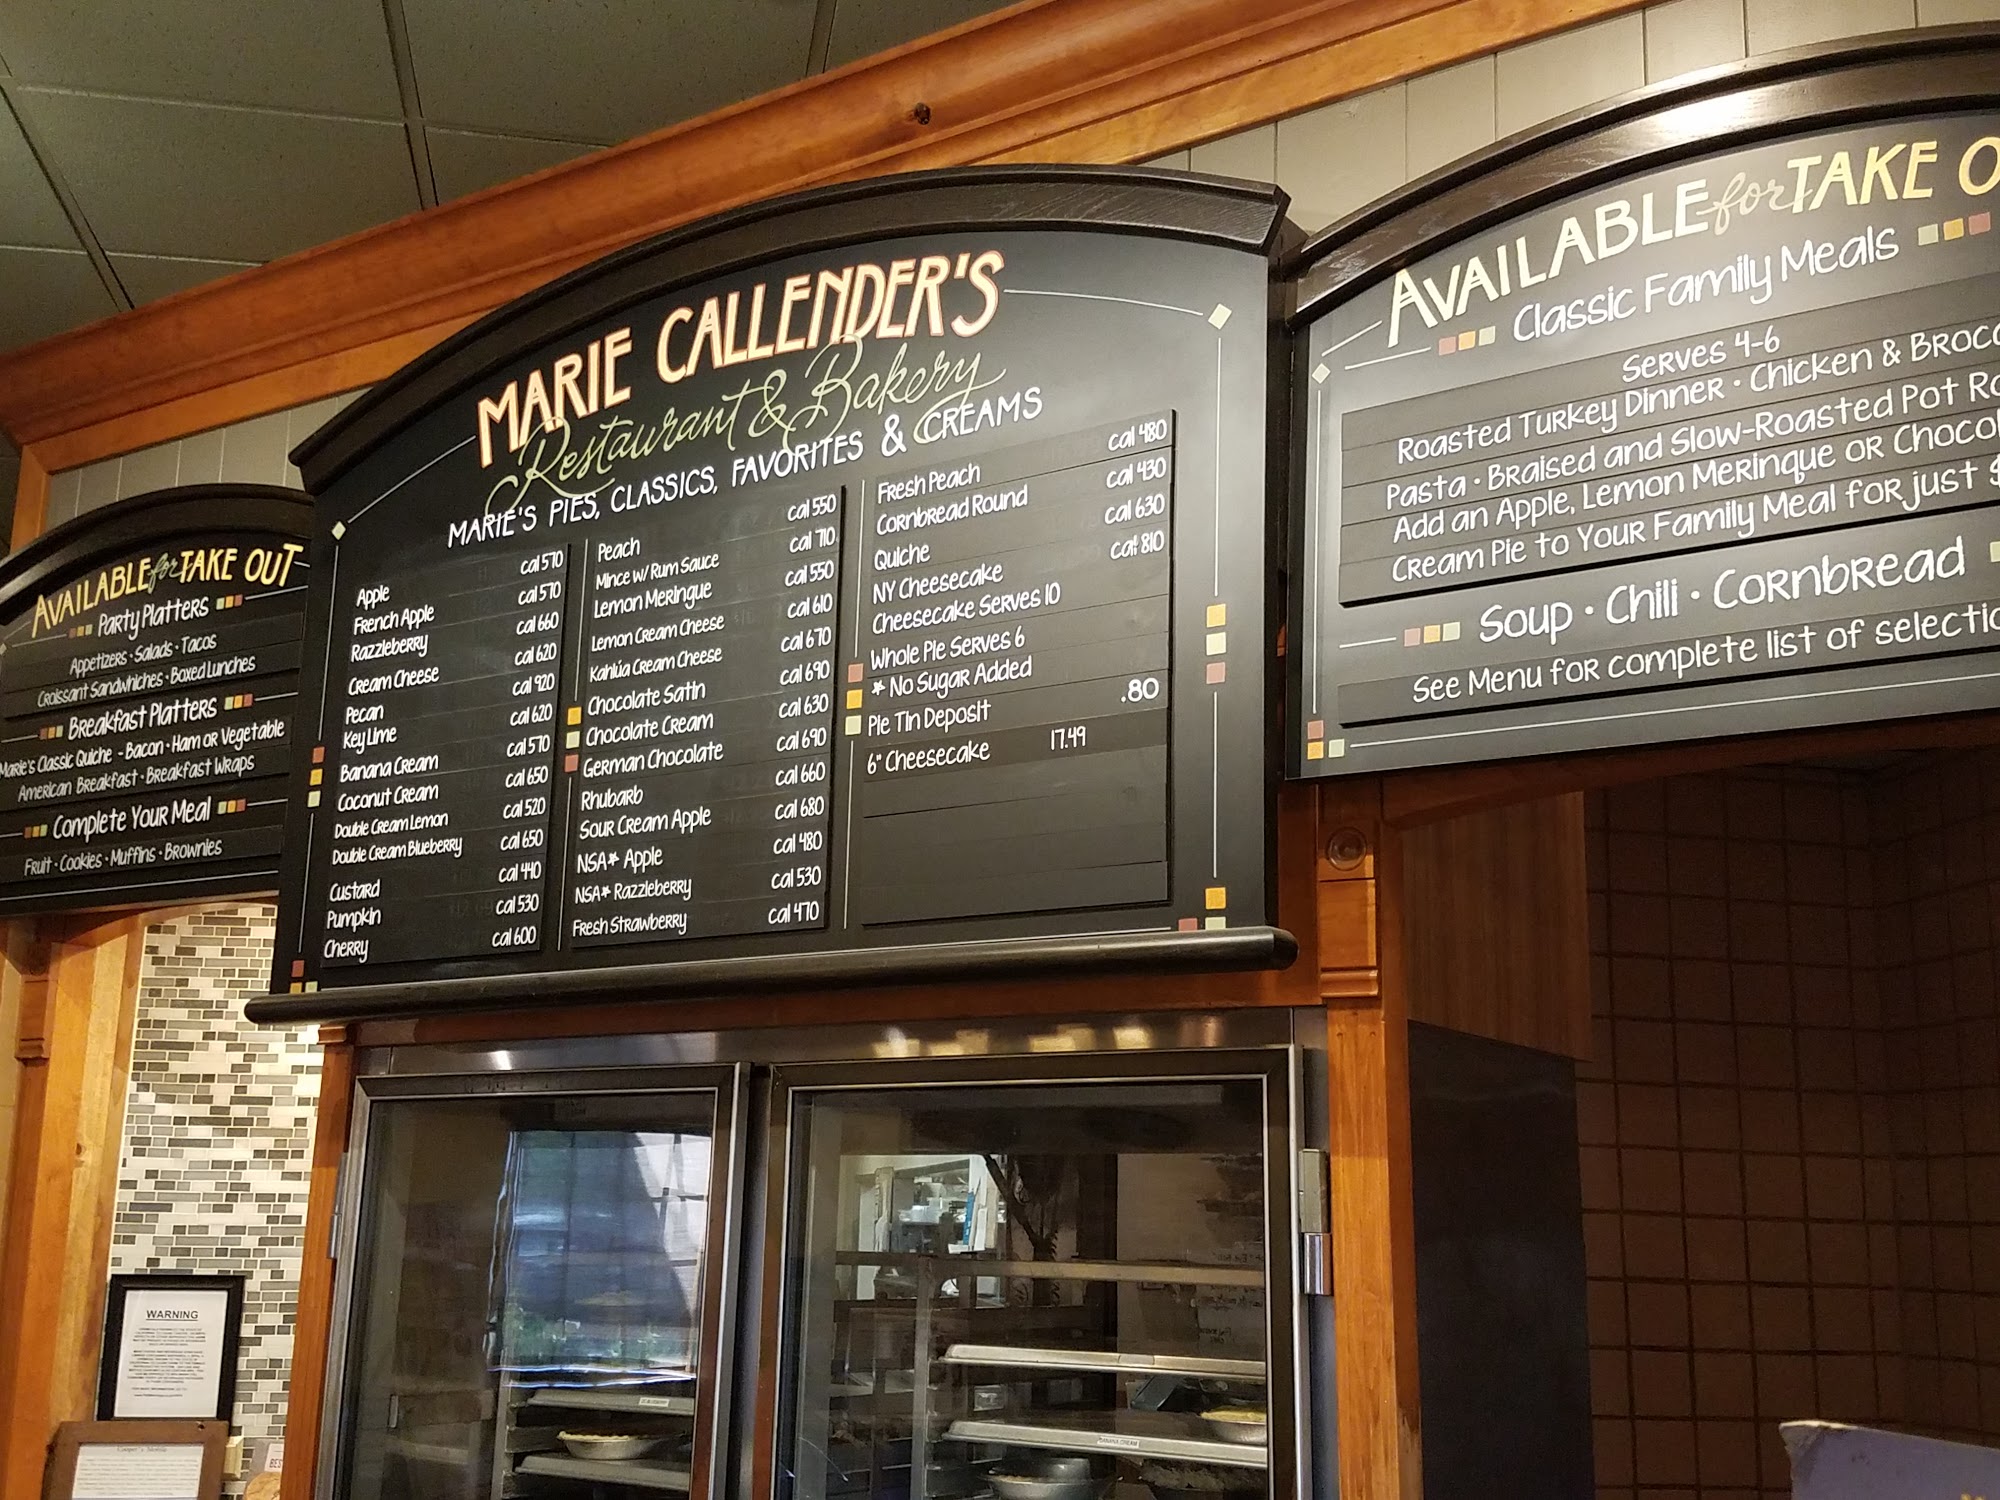 AVAILABLE for TAKE OUT
Party Platters
Appetizers · Salads · Tacos
Croissant Sandwhiches · Boxed Lunches
Breakfast Platters
Marie's Classic Quiche - Bacon · Ham or Vegetable
American Breakfast · Breakfast Wraps
Complete Your Meal
Fruit · Cookies · Muffins · Brownies
MARIE CALLENDER'S
Restaurant & Bakery
MARIE'S PIES, CLASSICS, FAVORITES & CREAMS
Apple cal 570
French Apple cal 570
Razzleberry cal 660
Cream Cheese cal 620
Pecan cal 920
Key Lime cal 620
Banana Cream cal 570
Coconut Cream cal 650
Double Cream Lemon cal 520
Double Cream Blueberry cal 650
Custard cal 440
Pumpkin cal 530
Cherry cal 600
Peach cal 550
Mince w/ Rum Sauce cal 710
Lemon Meringue cal 550
Lemon Cream Cheese cal 610
Kahlúa Cream Cheese cal 670
Chocolate Satin cal 690
Chocolate Cream cal 630
German Chocolate cal 690
Rhubarb cal 660
Sour Cream Apple cal 680
NSA* Apple cal 480
NSA* Razzleberry cal 530
Fresh Strawberry cal 470
Fresh Peach cal 480
Cornbread Round cal 430
Quiche cal 630
NY Cheesecake cal 810
Cheesecake Serves 10
Whole Pie Serves 6
* No Sugar Added
Pie Tin Deposit .80
6" Cheesecake 17.49
AVAILABLE for TAKE O
Classic Family Meals
Serves 4-6
Roasted Turkey Dinner · Chicken & Brocc
Pasta · Braised and Slow-Roasted Pot Ro
Add an Apple, Lemon Meringue or Chocol
Cream Pie to Your Family Meal for just $
Soup · Chili · Cornbread
See Menu for complete list of selectio
WARNING
BANANA CREAM
BES